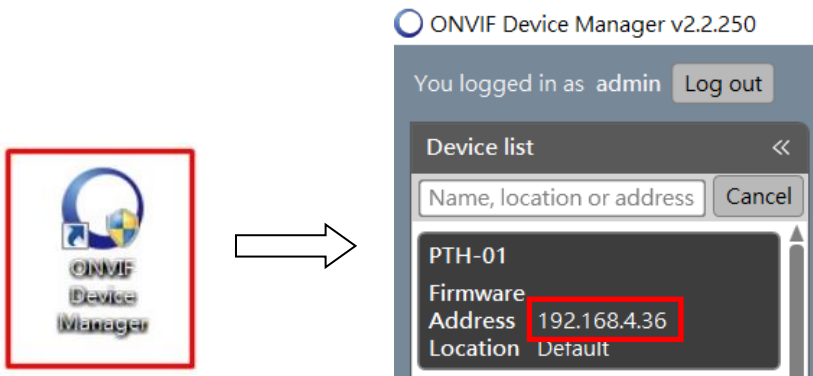 ONVIF
Device
Manager
ONVIF Device Manager v2.2.250
You logged in as admin Log out
Device list
Name, location or address Cancel
PTH-01
Firmware
Address 192.168.4.36
Location Default